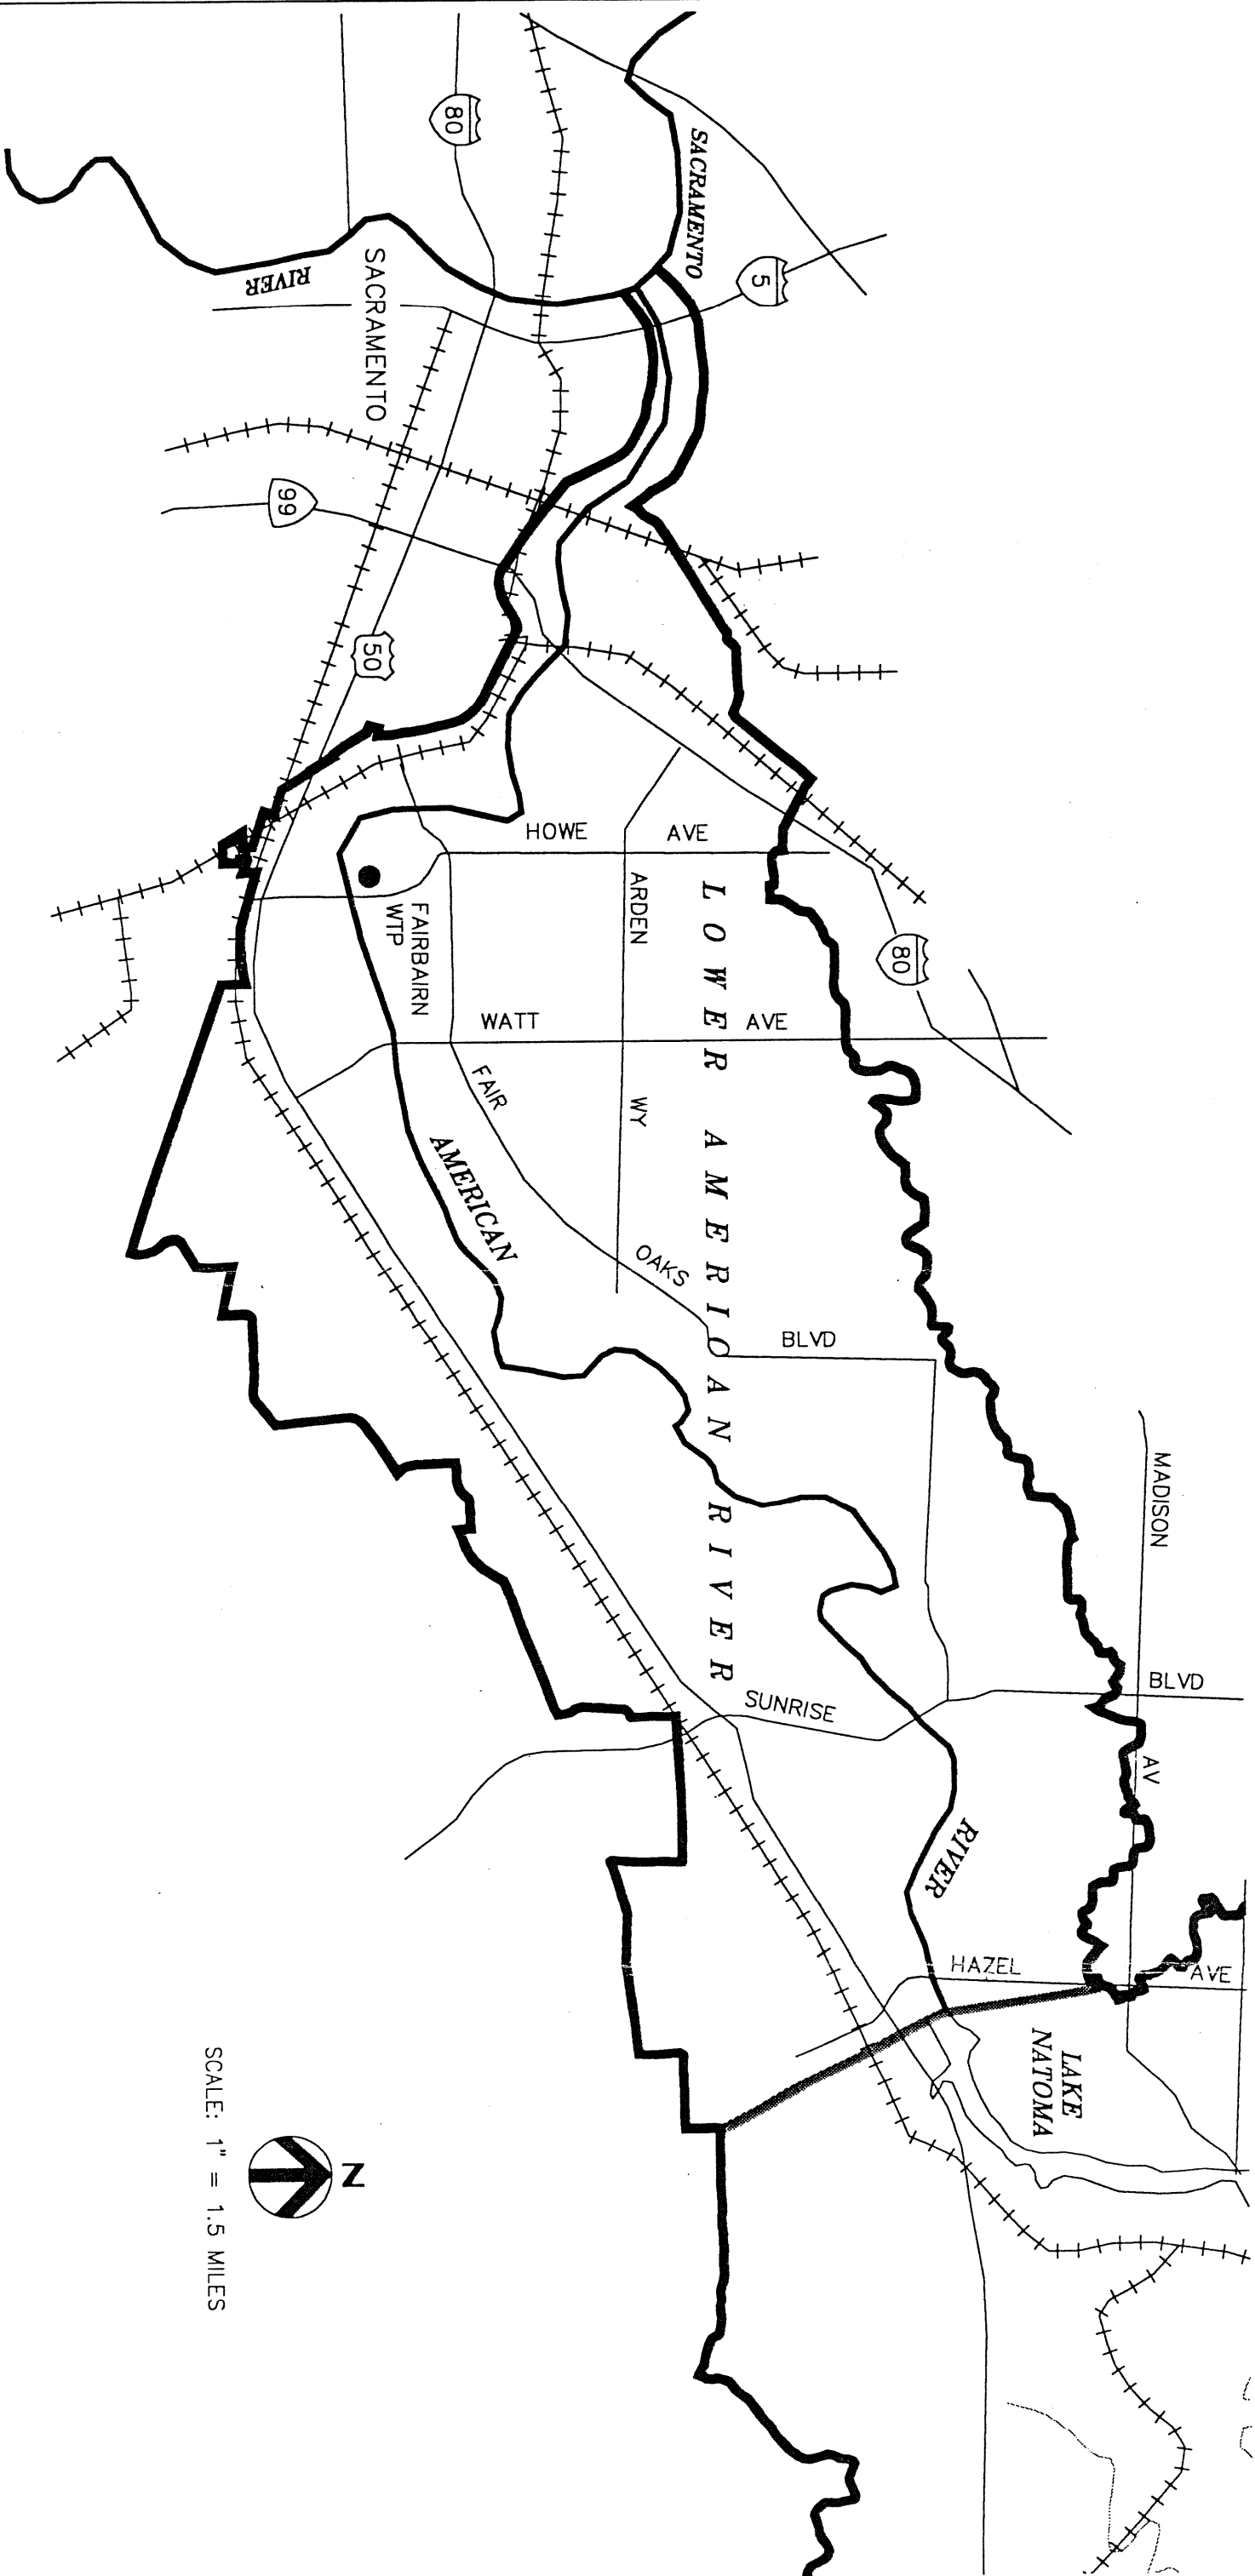 SACRAMENTO
RIVER
80
5
SACRAMENTO
99
50
80
HOWE AVE
ARDEN WY
FAIRBAIRN
WTP
WATT AVE
FAIR OAKS BLVD
LOWER AMERICAN RIVER
AMERICAN RIVER
MADISON AV
SUNRISE BLVD
HAZEL AVE
LAKE
NATOMA
N
SCALE: 1" = 1.5 MILES